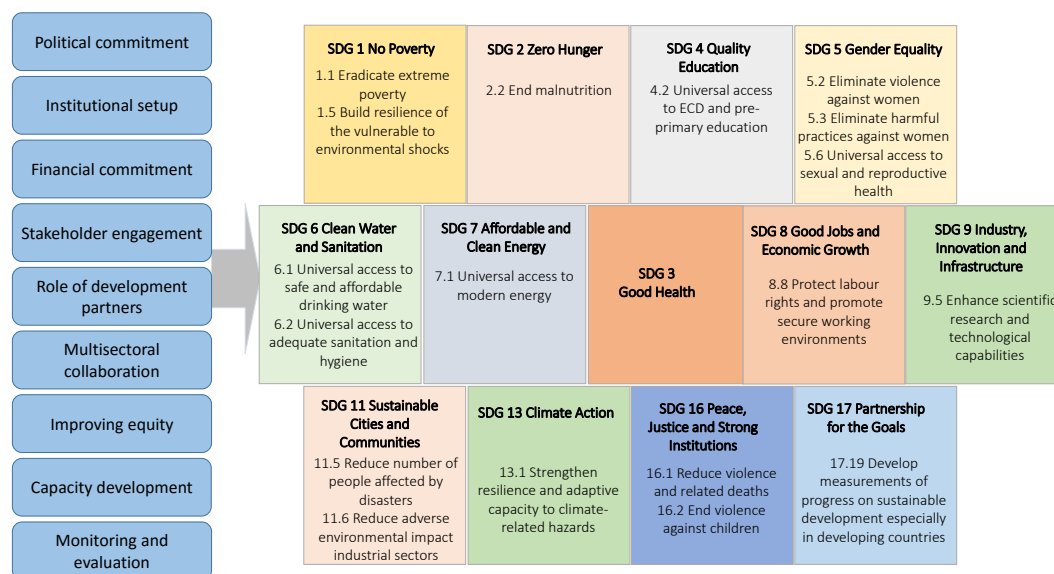 Political commitment
Institutional setup
Financial commitment
Stakeholder engagement
Role of development
partners
Multisectoral
collaboration
Improving equity
Capacity development
Monitoring and
evaluation
SDG 1 No Poverty
1.1 Eradicate extreme
poverty
1.5 Build resilience of
the vulnerable to
environmental shocks
SDG 2 Zero Hunger
2.2 End malnutrition
SDG 4 Quality
Education
4.2 Universal access
to ECD and pre-
primary education
SDG 5 Gender Equality
5.2 Eliminate violence
against women
5.3 Eliminate harmful
practices against women
5.6 Universal access to
sexual and reproductive
health
SDG 6 Clean Water
and Sanitation
6.1 Universal access to
safe and affordable
drinking water
6.2 Universal access to
adequate sanitation and
hygiene
SDG 7 Affordable and
Clean Energy
7.1 Universal access to
modern energy
SDG 3
Good Health
SDG 8 Good Jobs and
Economic Growth
8.8 Protect labour
rights and promote
secure working
environments
SDG 9 Industry,
Innovation and
Infrastructure
9.5 Enhance scientific
research and
technological
capabilities
SDG 11 Sustainable
Cities and
Communities
11.5 Reduce number of
people affected by
disasters
11.6 Reduce adverse
environmental impact
industrial sectors
SDG 13 Climate Action
13.1 Strengthen
resilience and adaptive
capacity to climate-
related hazards
SDG 16 Peace,
Justice and Strong
Institutions
16.1 Reduce violence
and related deaths
16.2 End violence
against children
SDG 17 Partnership
for the Goals
17.19 Develop
measurements of
progress on sustainable
development especially
in developing countries